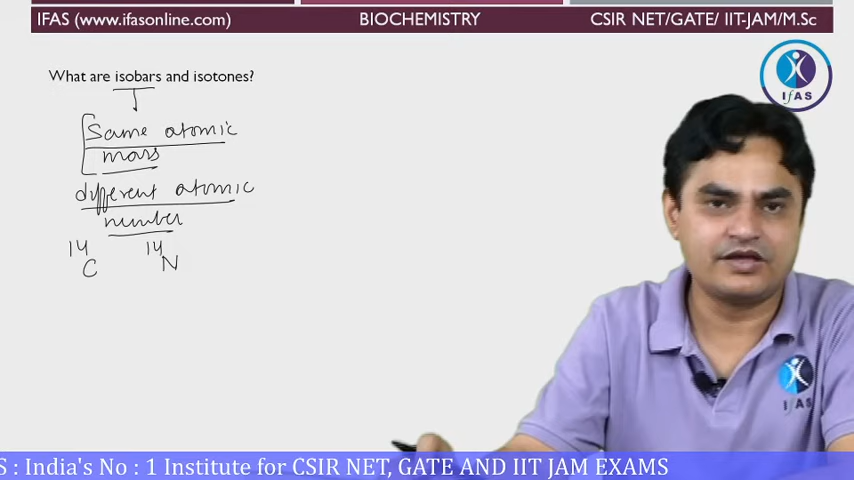 IFAS (www.ifasonline.com) BIOCHEMISTRY CSIR NET/GATE/ IIT-JAM/M.Sc
What are isobars and isotones?
IfAS
Same atomic
mass
different atomic
number
14 14
C N
IfAS
S : India's No : 1 Institute for CSIR NET, GATE AND IIT JAM EXAMS